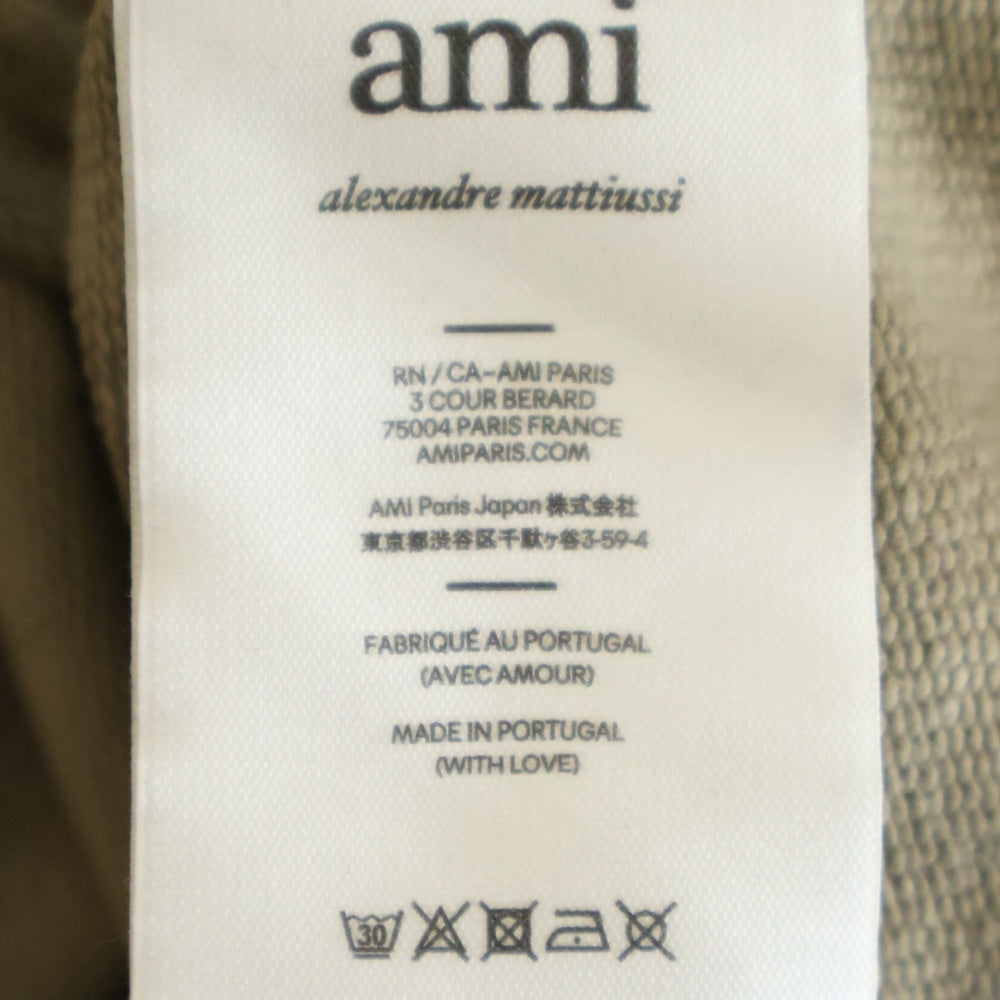 ami
alexandre mattiussi
RN / CA-AMI PARIS
3 COUR BERARD
75004 PARIS FRANCE
AMIPARIS.COM
AMI Paris Japan 株式会社
東京都渋谷区千駄ヶ谷3-59-4
FABRIQUÉ AU PORTUGAL
(AVEC AMOUR)
MADE IN PORTUGAL
(WITH LOVE)
30